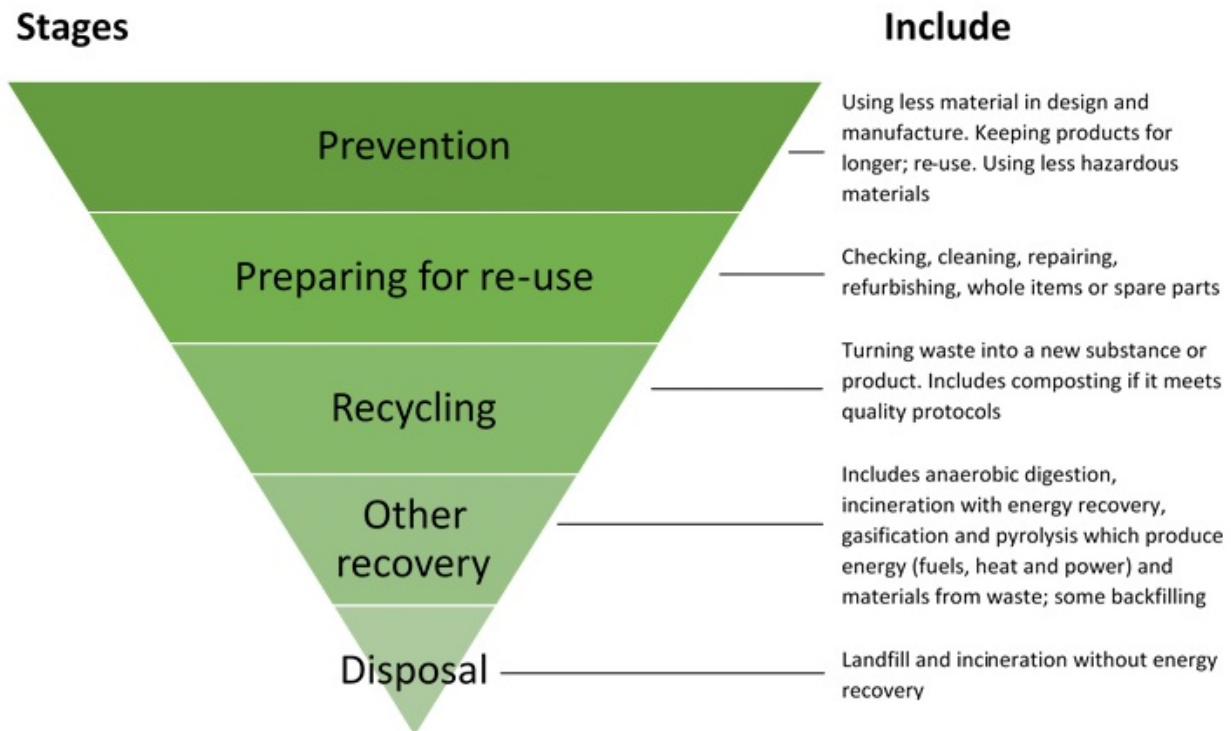 Stages
Include
Prevention
Using less material in design and
manufacture. Keeping products for
longer; re-use. Using less hazardous
materials
Preparing for re-use
Checking, cleaning, repairing,
refurbishing, whole items or spare parts
Recycling
Turning waste into a new substance or
product. Includes composting if it meets
quality protocols
Other
recovery
Includes anaerobic digestion,
incineration with energy recovery,
gasification and pyrolysis which produce
energy (fuels, heat and power) and
materials from waste; some backfilling
Disposal
Landfill and incineration without energy
recovery